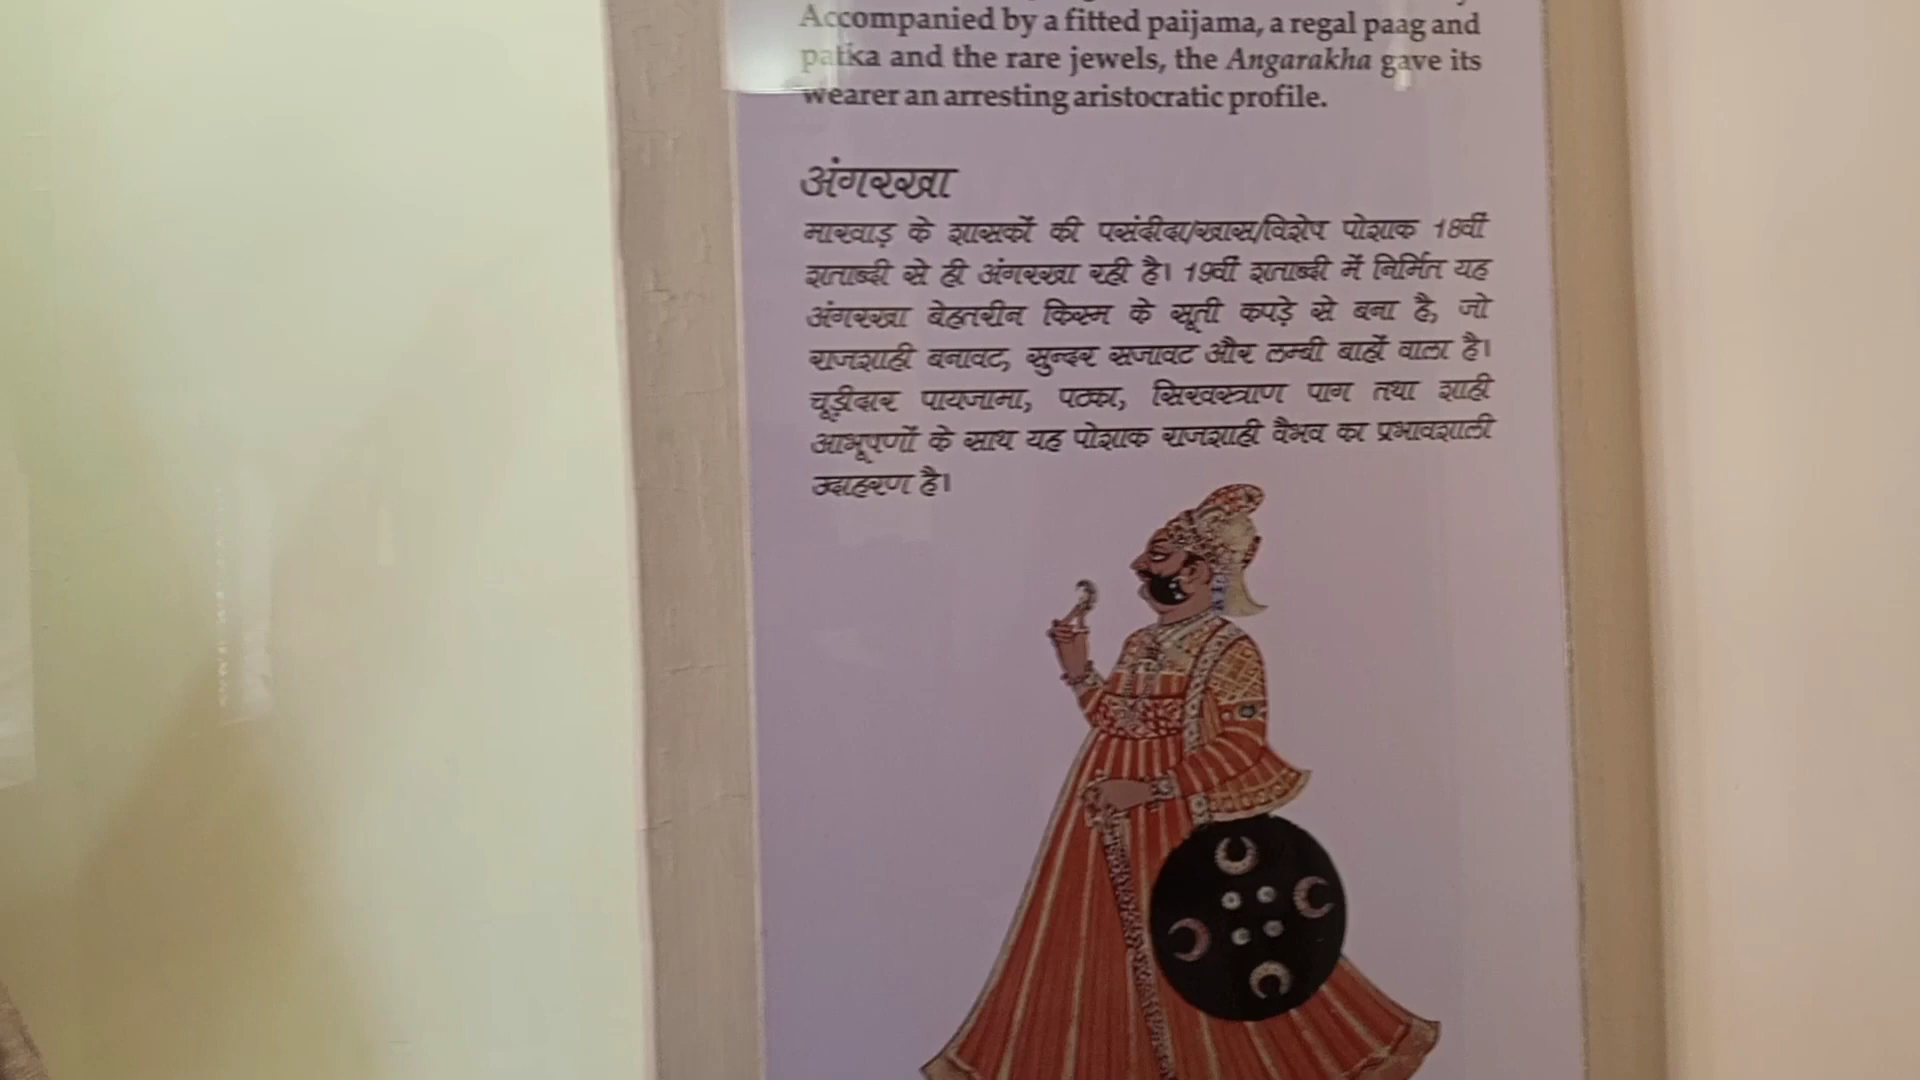 Accompanied by a fitted paijama, a regal paag and
patka and the rare jewels, the Angarakha gave its
wearer an arresting aristocratic profile.
अंगरखा
मारवाड़ के शासकों की पसंदीदा/खास/विशेष पोशाक 18वीं
शताब्दी से ही अंगरखा रही है। 19वीं शताब्दी में निर्मित यह
अंगरखा बेहतरीन किस्म के सूती कपड़े से बना है, जो
राजशाही बनावट, सुन्दर सजावट और लम्बी बाहों वाला है।
चूड़ीदार पायजामा, पटका, सिरवस्त्राण पाग तथा शाही
आभूषणों के साथ यह पोशाक राजशाही वैभव का प्रभावशाली
उदाहरण है।